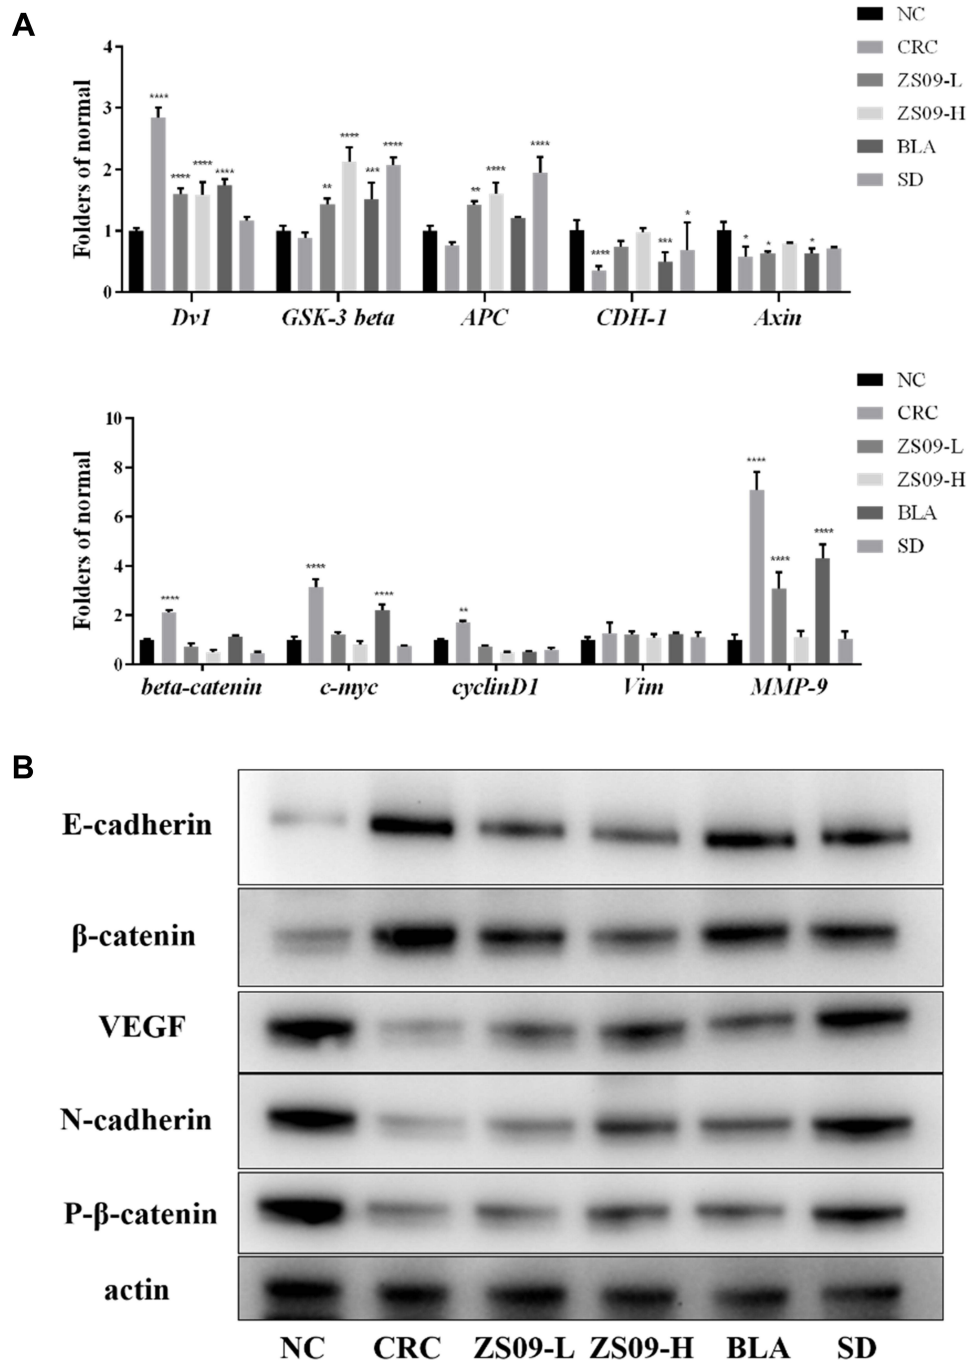 A
NC
CRC
ZS09-L
ZS09-H
BLA
SD
Folders of normal
4
3
2
1
0
****
****
****
****
**
****
***
****
**
****
****
****
***
*
*
*
*
Dv1
GSK-3 beta
APC
CDH-1
Axin
NC
CRC
ZS09-L
ZS09-H
BLA
SD
Folders of normal
10
8
6
4
2
0
****
****
****
**
****
****
****
beta-catenin
c-myc
cyclinD1
Vim
MMP-9
B
E-cadherin
β-catenin
VEGF
N-cadherin
P-β-catenin
actin
NC CRC ZS09-L ZS09-H BLA SD